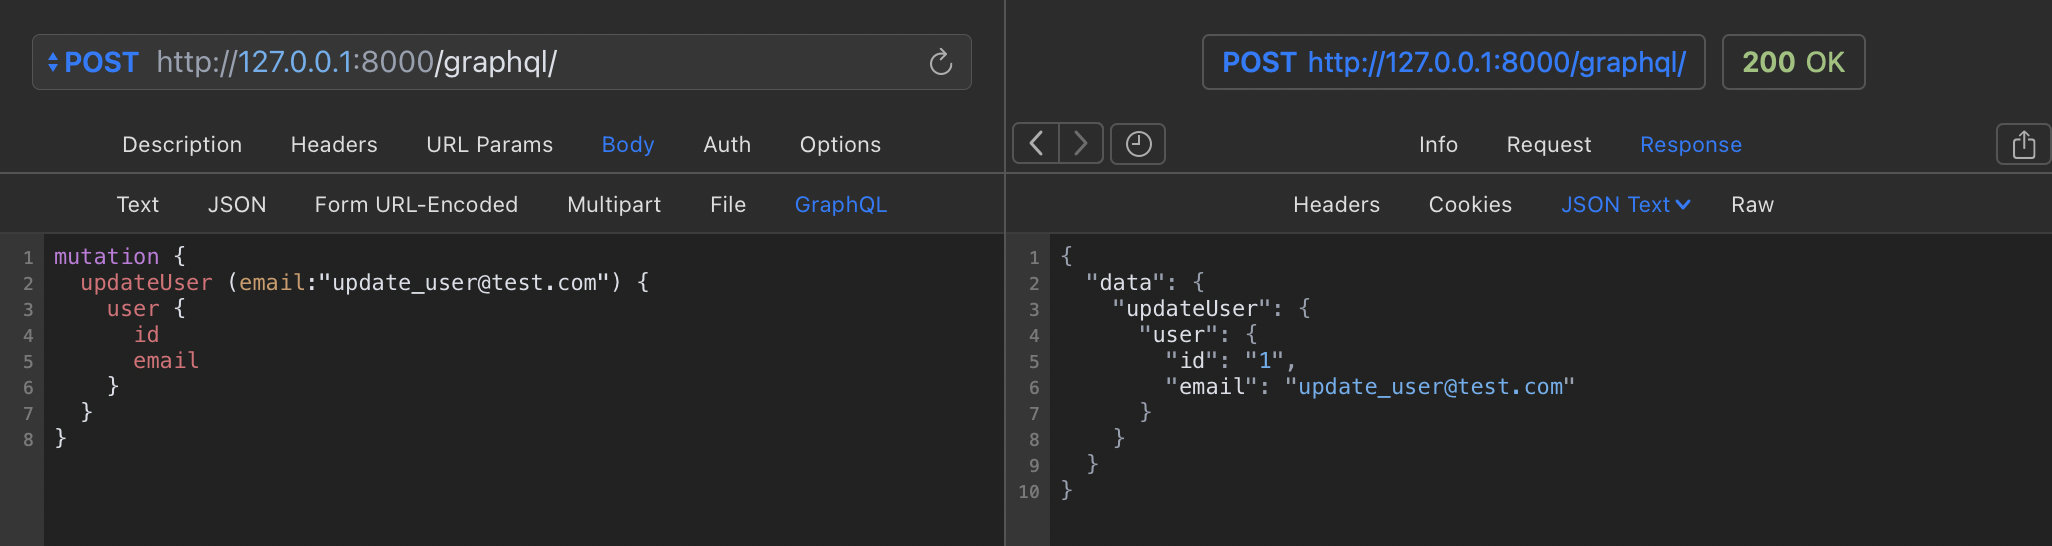 POST http://127.0.0.1:8000/graphql/
Description Headers URL Params Body Auth Options
Text JSON Form URL-Encoded Multipart File GraphQL
1 mutation {
2   updateUser (email:"update_user@test.com") {
3     user {
4       id
5       email
6     }
7   }
8 }
POST http://127.0.0.1:8000/graphql/ 200 OK
Info Request Response
Headers Cookies JSON Text Raw
1 {
2   "data": {
3     "updateUser": {
4       "user": {
5         "id": "1",
6         "email": "update_user@test.com"
7       }
8     }
9   }
10 }